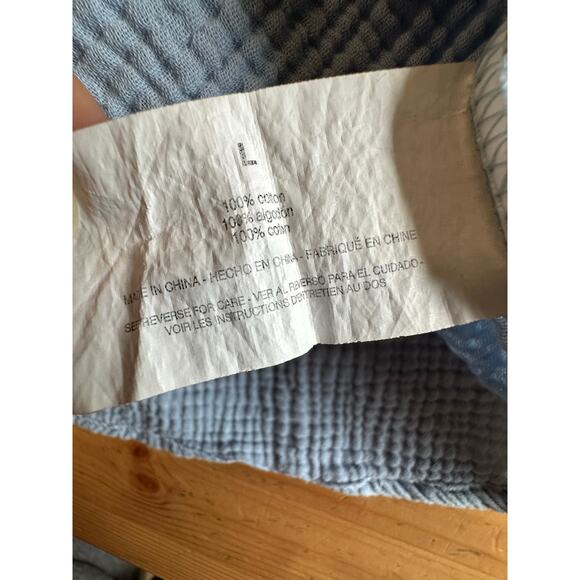 L
100% cotton
100% algodón
100% coton
MADE IN CHINA - HECHO EN CHINA - FABRIQUÉ EN CHINE
SEE REVERSE FOR CARE - VER AL REVERSO PARA EL CUIDADO -
VOIR LES INSTRUCTIONS D'ENTRETIEN AU DOS